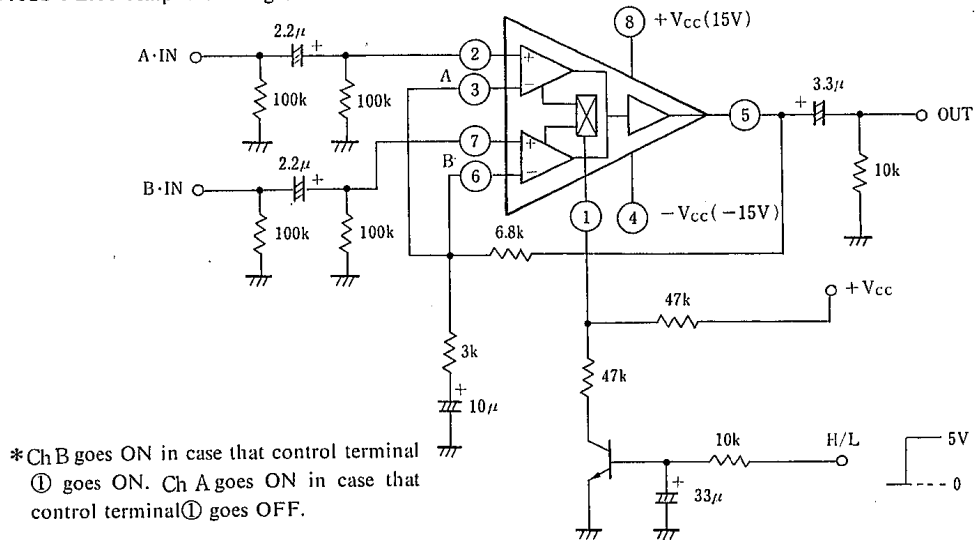 8 +Vcc(15V)
2.2μ +
A·IN
2
+
3.3μ
A
−
+
3
5
OUT
100k
100k
7
+
10k
2.2μ +
B
−
B·IN
6
1
4
−Vcc(−15V)
6.8k
100k
100k
+Vcc
47k
3k
47k
+
10μ
10k
H/L
5V
*Ch B goes ON in case that control terminal
+
0
① goes ON. Ch A goes ON in case that
33μ
control terminal① goes OFF.